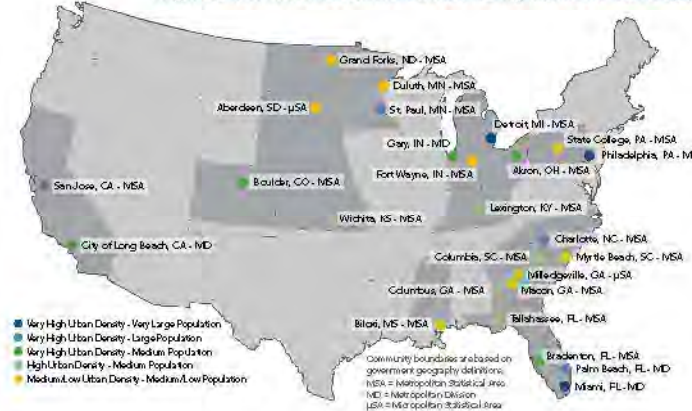 Grand Forks, ND - MSA
Duluth, MN - MSA
Aberdeen, SD - µSA
St. Paul, MN - MSA
Detroit, MI - MSA
State College, PA - MSA
Gary, IN - MD
Philadelphia, PA - M
Fort Wayne, IN - MSA
Akron, OH - MSA
San Jose, CA - MSA
Boulder, CO - MSA
Lexington, KY - MSA
Wichita, KS - MSA
Charlotte, NC - MSA
City of Long Beach, CA - MD
Columbia, SC - MSA
Myrtle Beach, SC - MSA
Milledgeville, GA - µSA
Columbus, GA - MSA
Macon, GA - MSA
Tallahassee, FL - MSA
Biloxi, MS - MSA
Very High Urban Density - Very Large Population
Very High Urban Density - Large Population
Very High Urban Density - Medium Population
High Urban Density - Medium Population
Medium/Low Urban Density - Medium/Low Population
Community boundaries are based on
government geography definitions.
MSA = Metropolitan Statistical Area
MD = Metropolitan Division
µSA = Micropolitan Statistical Area
Bradenton, FL - MSA
Palm Beach, FL - MD
Miami, FL - MD